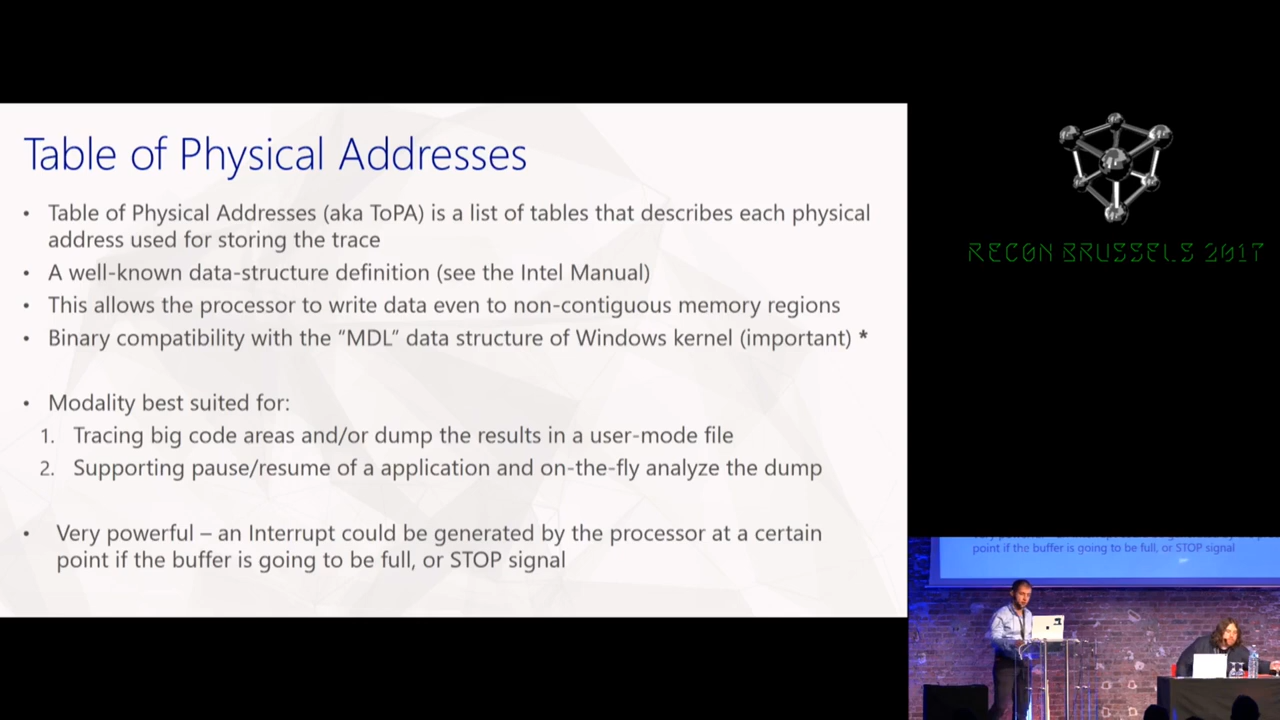 Table of Physical Addresses
• Table of Physical Addresses (aka ToPA) is a list of tables that describes each physical
address used for storing the trace
• A well-known data-structure definition (see the Intel Manual)
• This allows the processor to write data even to non-contiguous memory regions
• Binary compatibility with the “MDL” data structure of Windows kernel (important) *
• Modality best suited for:
1. Tracing big code areas and/or dump the results in a user-mode file
2. Supporting pause/resume of a application and on-the-fly analyze the dump
• Very powerful – an Interrupt could be generated by the processor at a certain
point if the buffer is going to be full, or STOP signal
RECON BRUSSELS 2017
point if the buffer is going to be full, or STOP signal